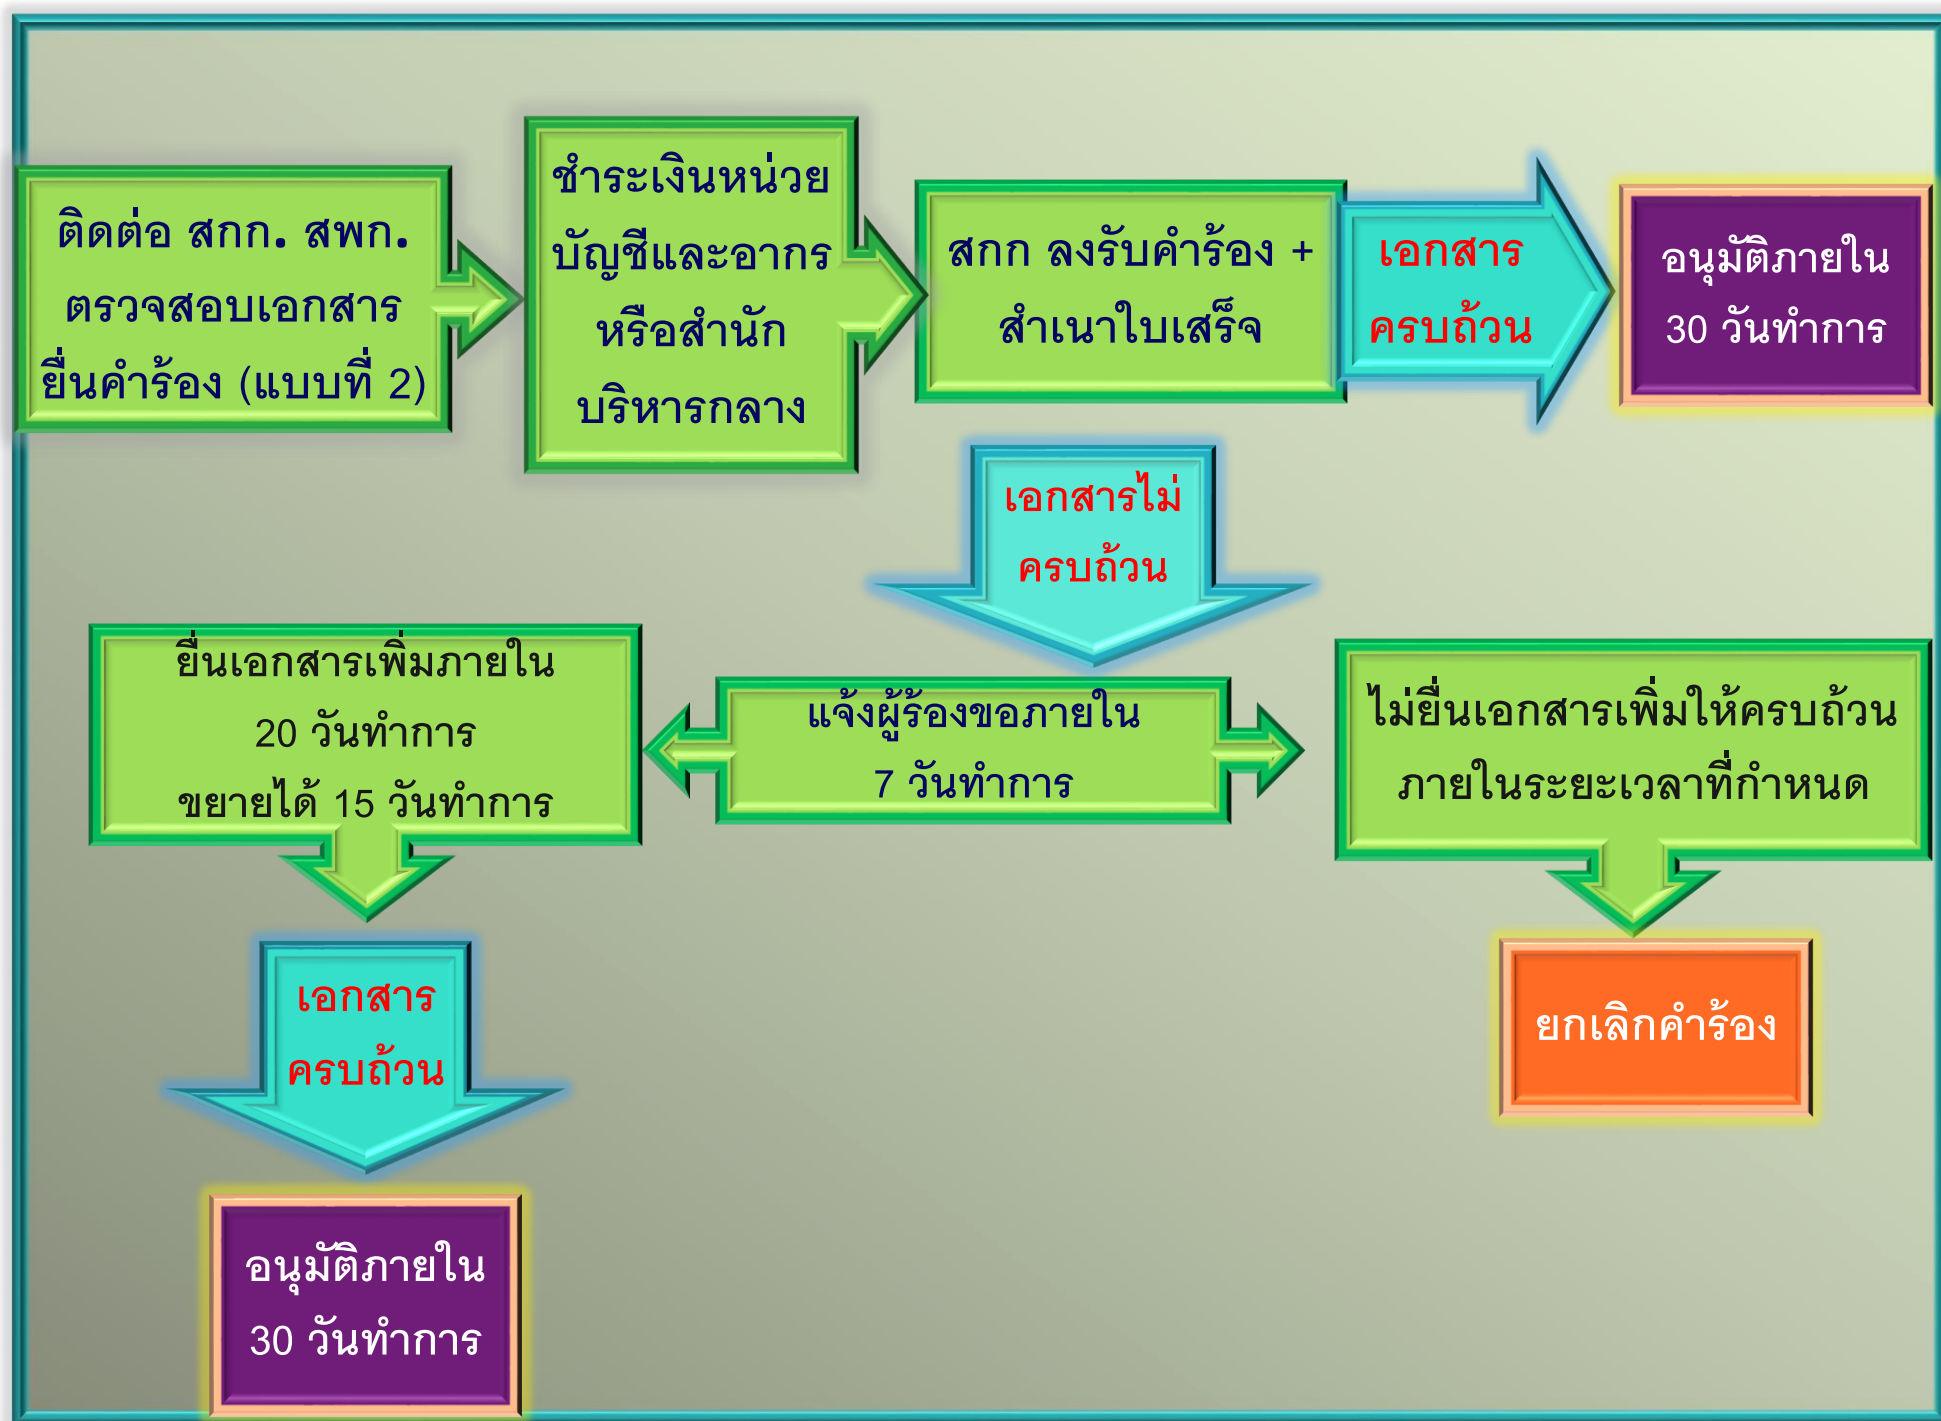 ติดต่อ สกก. สพก.
ตรวจสอบเอกสาร
ยื่นคำร้อง (แบบที่ 2)
ชำระเงินหน่วย
บัญชีและอากร
หรือสำนัก
บริหารกลาง
สกก ลงรับคำร้อง +
สำเนาใบเสร็จ
เอกสาร
ครบถ้วน
อนุมัติภายใน
30 วันทำการ
เอกสารไม่
ครบถ้วน
ยื่นเอกสารเพิ่มภายใน
20 วันทำการ
ขยายได้ 15 วันทำการ
แจ้งผู้ร้องขอภายใน
7 วันทำการ
ไม่ยื่นเอกสารเพิ่มให้ครบถ้วน
ภายในระยะเวลาที่กำหนด
เอกสาร
ครบถ้วน
ยกเลิกคำร้อง
อนุมัติภายใน
30 วันทำการ